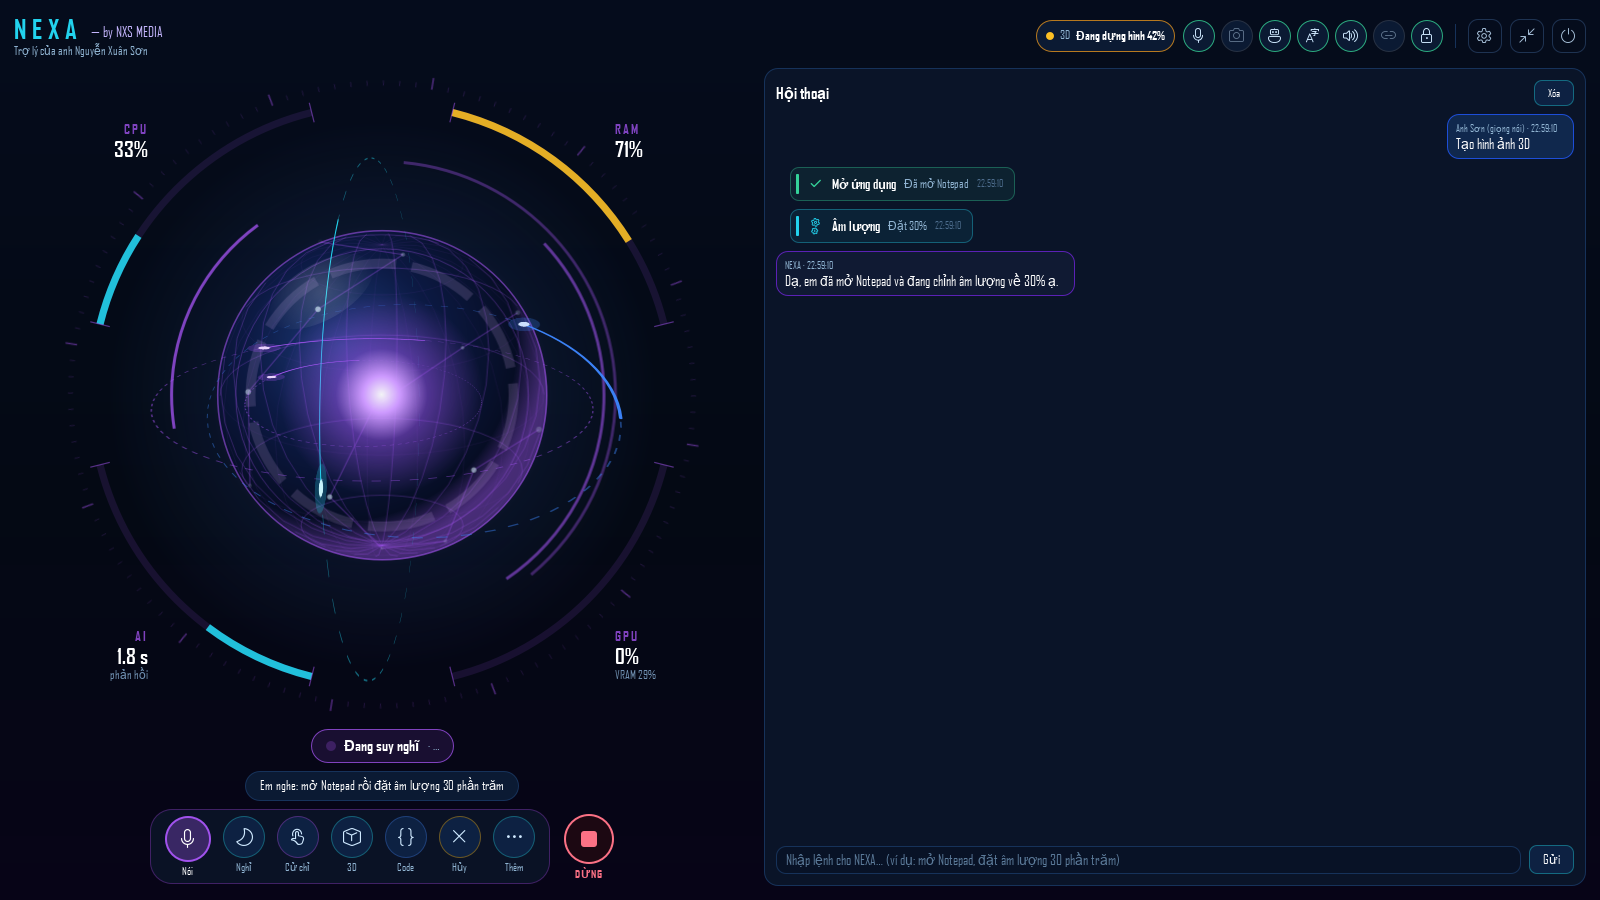 NEXA — by NXS MEDIA
Trợ lý của anh Nguyễn Xuân Sơn
3D Đang dựng hình 42%
CPU
33%
RAM
71%
AI
1.8 s
phản hồi
GPU
0%
VRAM 29%
Đang suy nghĩ · ...
Em nghe: mở Notepad rồi đặt âm lượng 30 phần trăm
Nói
Nghỉ
Cử chỉ
3D
Code
Hủy
Thêm
DỪNG
Hội thoại
Xóa
Anh Sơn (giọng nói) · 22:59:10
Tạo hình ảnh 3D
Mở ứng dụng Đã mở Notepad 22:59:10
Âm lượng Đặt 30% 22:59:10
NEXA · 22:59:10
Dạ, em đã mở Notepad và đang chỉnh âm lượng về 30% ạ.
Nhập lệnh cho NEXA... (ví dụ: mở Notepad, đặt âm lượng 30 phần trăm)
Gửi